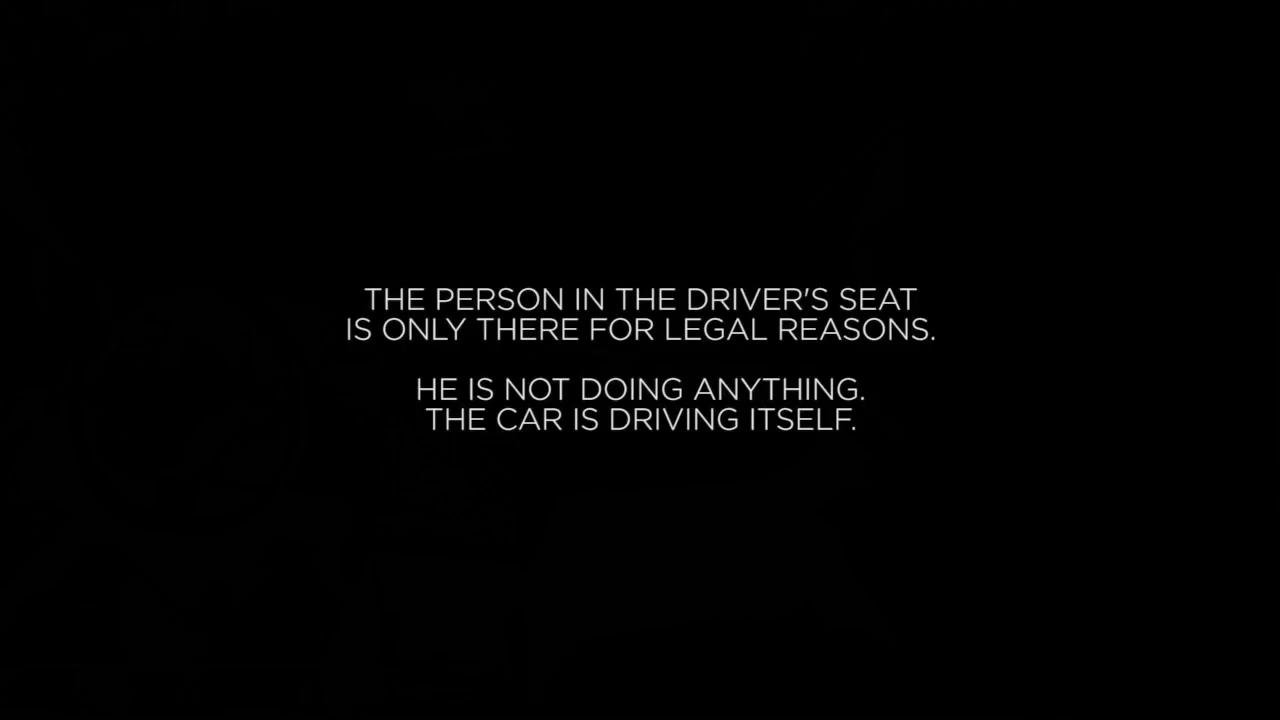 THE PERSON IN THE DRIVER'S SEAT
IS ONLY THERE FOR LEGAL REASONS.
HE IS NOT DOING ANYTHING.
THE CAR IS DRIVING ITSELF.